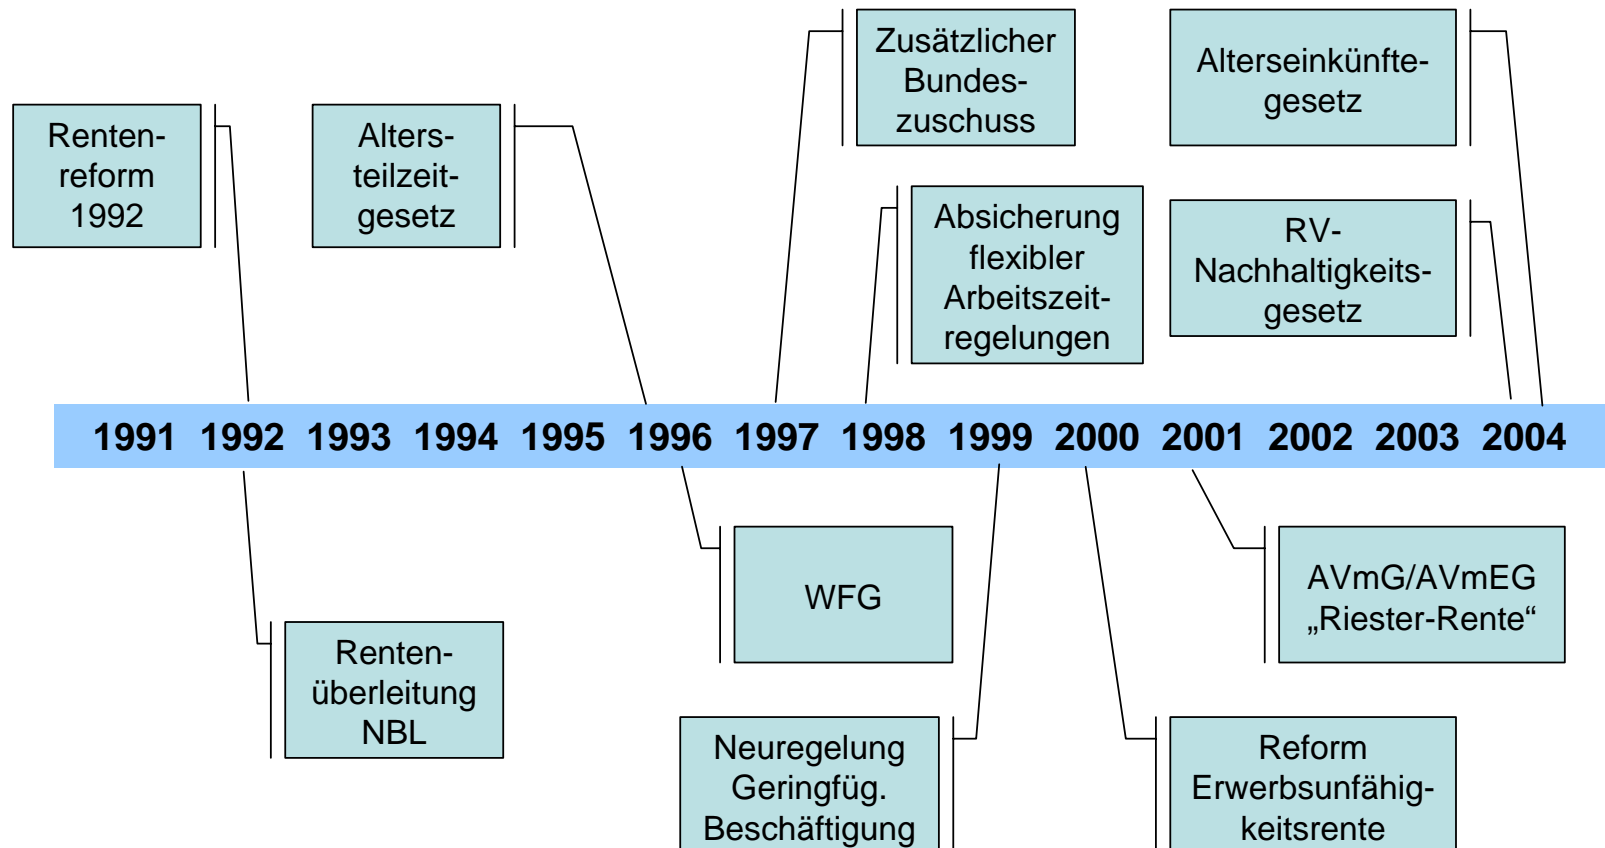 Zusätzlicher
Bundes-
zuschuss
Alterseinkünfte-
gesetz
Renten-
reform
1992
Alters-
teilzeit-
gesetz
Absicherung
flexibler
Arbeitszeit-
regelungen
RV-
Nachhaltigkeits-
gesetz
1991 1992 1993 1994 1995 1996 1997 1998 1999 2000 2001 2002 2003 2004
WFG
AVmG/AVmEG
„Riester-Rente“
Renten-
überleitung
NBL
Neuregelung
Geringfüg.
Beschäftigung
Reform
Erwerbsunfähig-
keitsrente